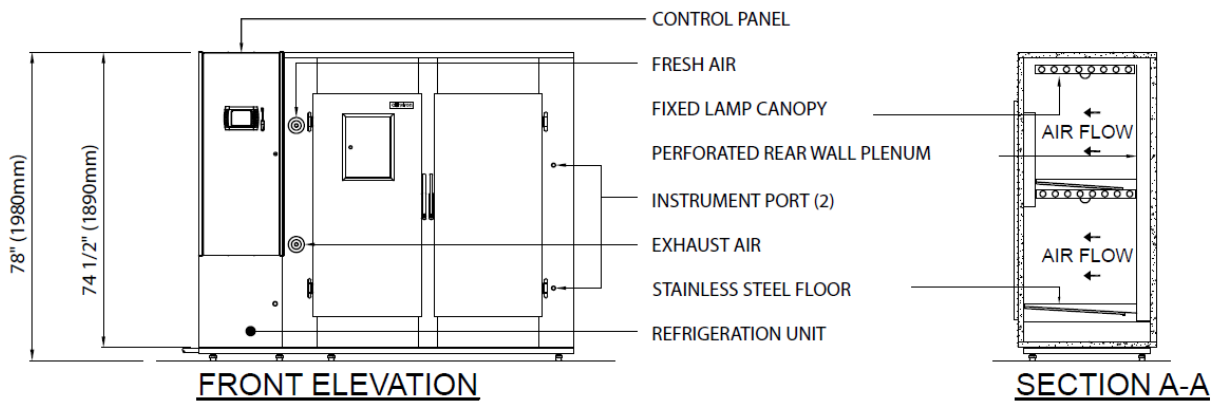 CONTROL PANEL
FRESH AIR
FIXED LAMP CANOPY
PERFORATED REAR WALL PLENUM
INSTRUMENT PORT (2)
EXHAUST AIR
STAINLESS STEEL FLOOR
REFRIGERATION UNIT
78" (1980mm)
74 1/2" (1890mm)
FRONT ELEVATION
AIR FLOW
AIR FLOW
SECTION A-A